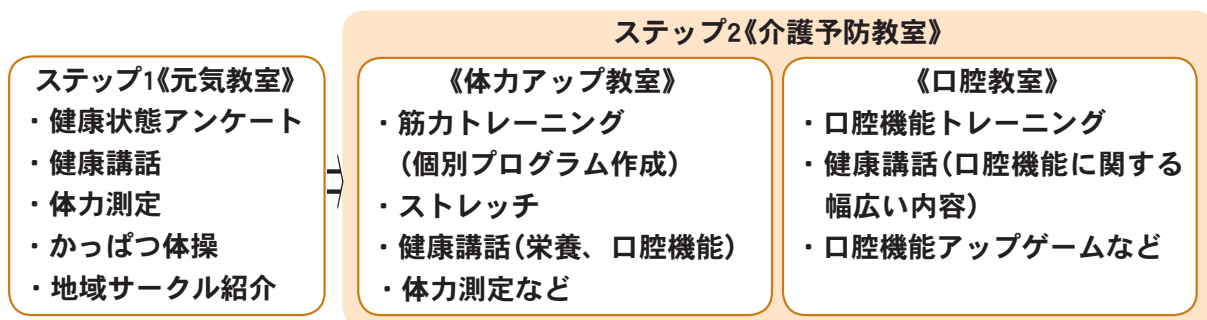 ステップ1《元気教室》
・健康状態アンケート
・健康講話
・体力測定
・かっぱつ体操
・地域サークル紹介
ステップ2《介護予防教室》
《体力アップ教室》
・筋力トレーニング
(個別プログラム作成)
・ストレッチ
・健康講話(栄養、口腔機能)
・体力測定など
《口腔教室》
・口腔機能トレーニング
・健康講話(口腔機能に関する
幅広い内容)
・口腔機能アップゲームなど